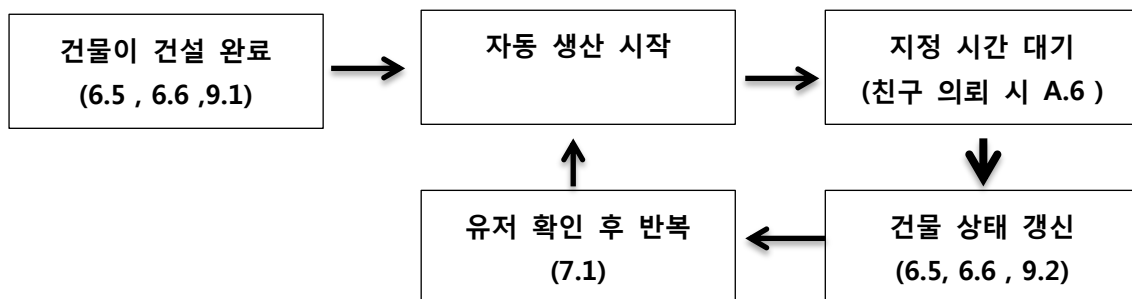 건물이 건설 완료
(6.5 , 6.6 ,9.1)
자동 생산 시작
지정 시간 대기
(친구 의뢰 시 A.6 )
유저 확인 후 반복
(7.1)
건물 상태 갱신
(6.5, 6.6 , 9.2)